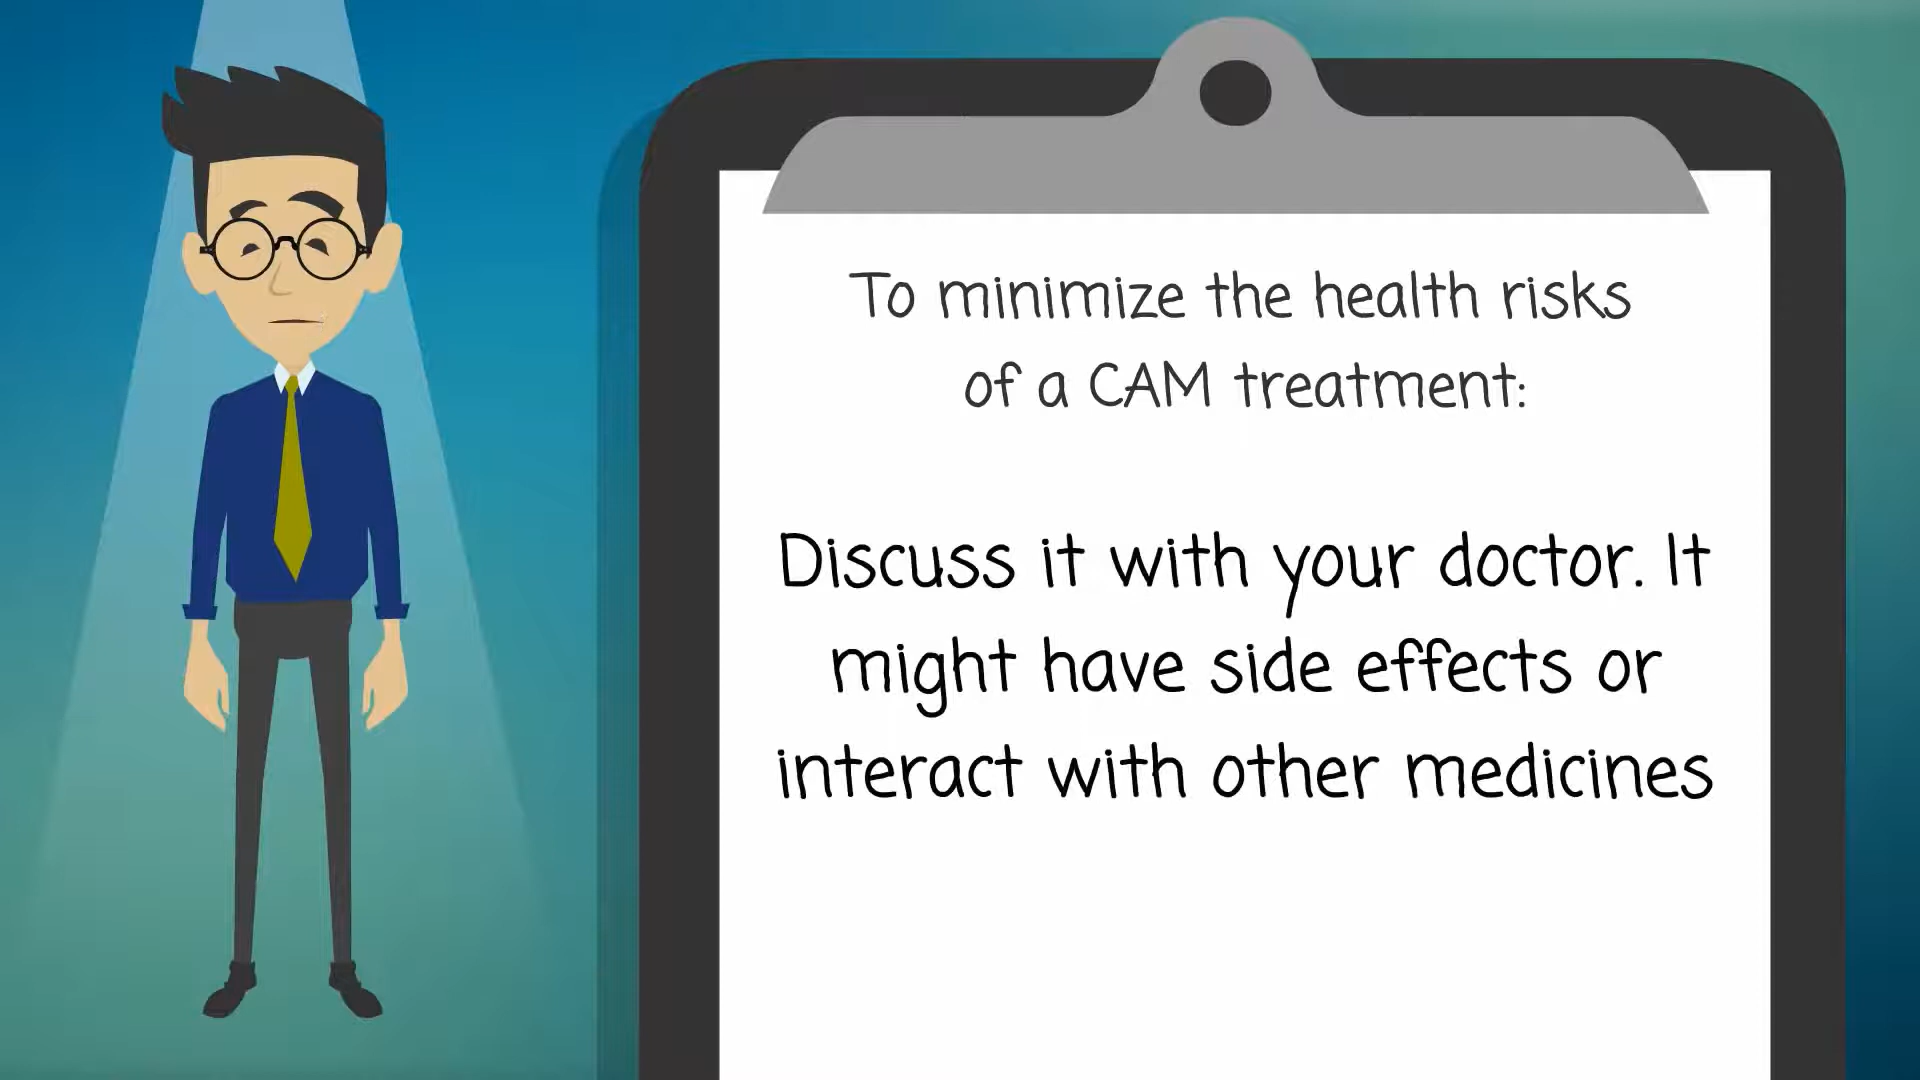 To minimize the health risks
of a CAM treatment:
Discuss it with your doctor. It
might have side effects or
interact with other medicines